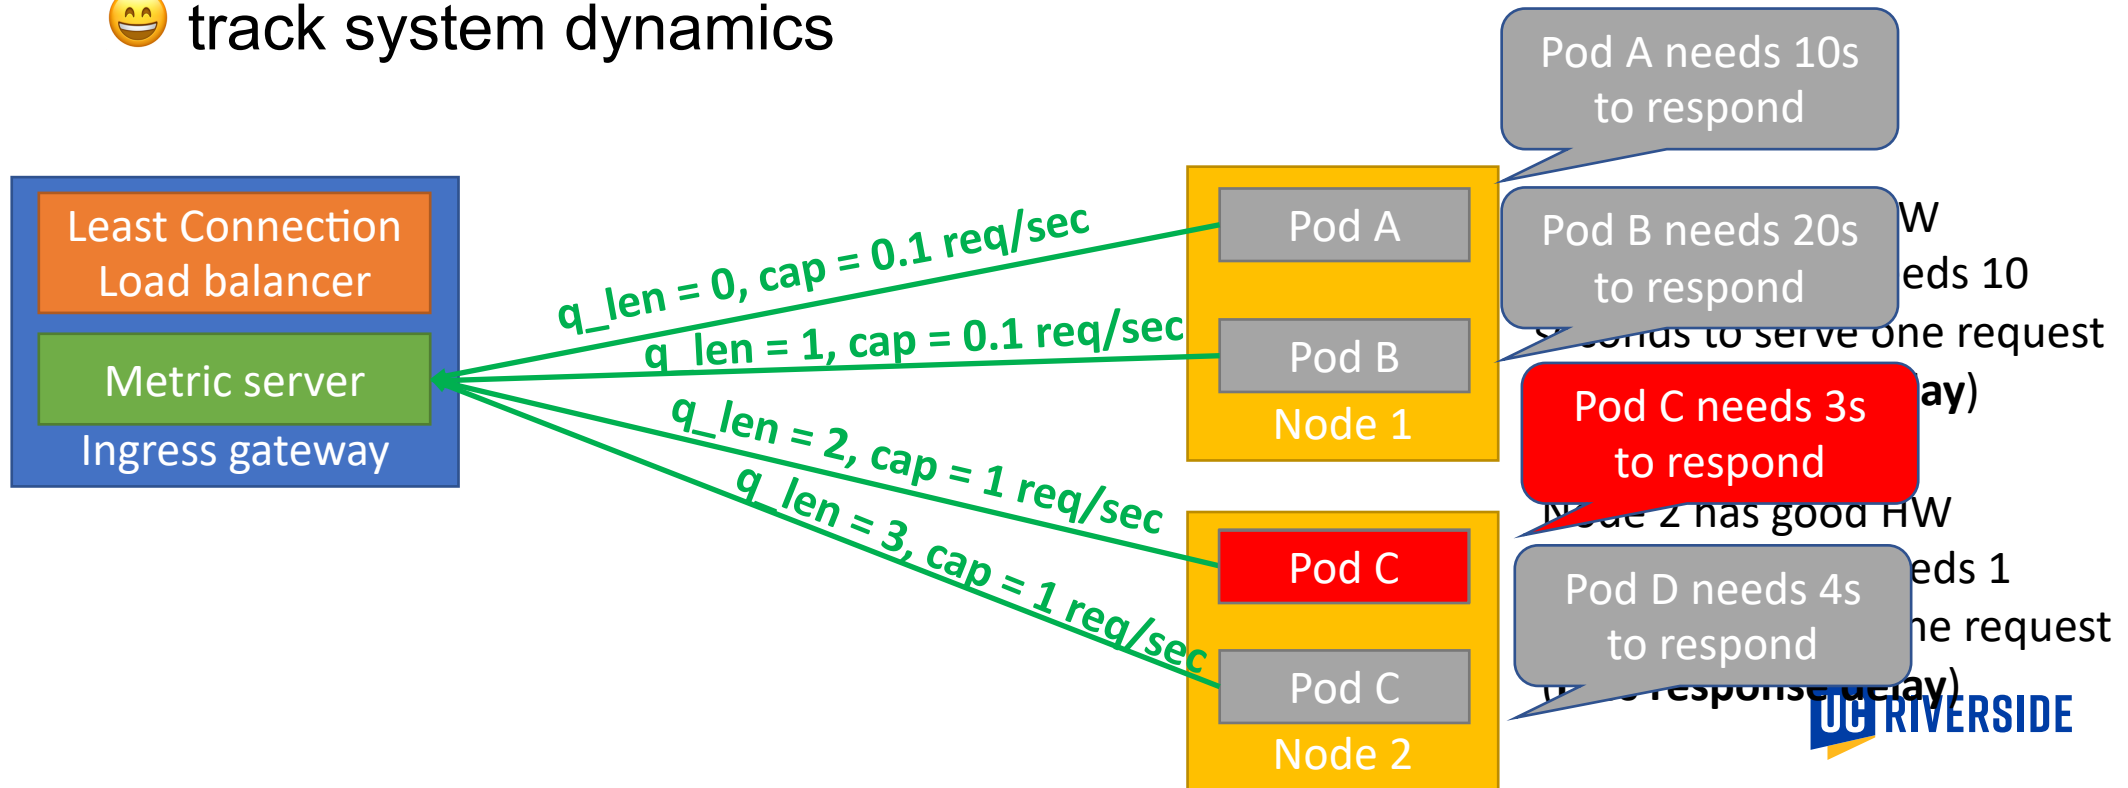 😄 track system dynamics
Least Connection
Load balancer
Metric server
Ingress gateway
q_len = 0, cap = 0.1 req/sec
q_len = 1, cap = 0.1 req/sec
q_len = 2, cap = 1 req/sec
q_len = 3, cap = 1 req/sec
Pod A
Pod B
Node 1
Pod C
Pod C
Node 2
Pod A needs 10s
to respond
Pod B needs 20s
to respond
W
eds 10
seconds to serve one request
ay)
Pod C needs 3s
to respond
Node 2 has good HW
eds 1
Pod D needs 4s
to respond
ne request
response delay)
UC RIVERSIDE